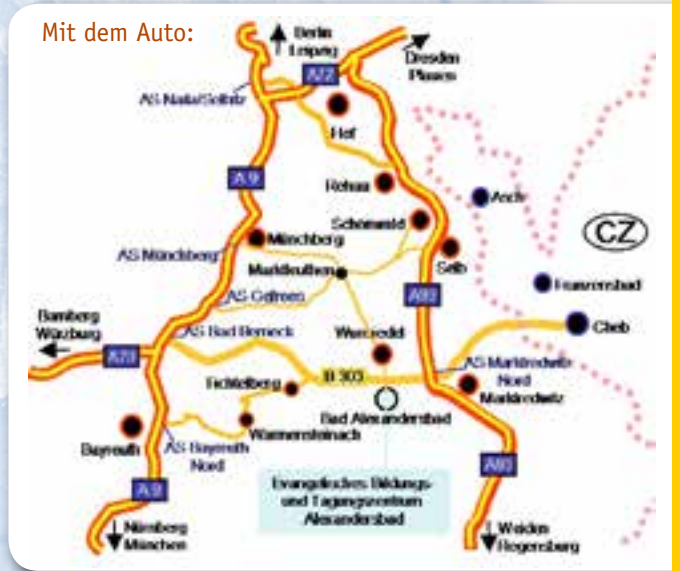 Mit dem Auto:
Berlin
Leipzig
Dresden
Plauen
A72
AS Naila/Selbitz
Hof
A 9
Rehau
Asch
Schönwald
CZ
Münchberg
AS Münchberg
Selb
Marktleuthen
Franzensbad
A93
AS Gefrees
Bamberg
Würzburg
Cheb
AS Bad Berneck
Wunsiedel
A70
AS Marktredwitz
Nord
B 303
Fichtelberg
Marktredwitz
Bad Alexandersbad
Bayreuth
Warmensteinach
AS Bayreuth
Nord
A93
Evangelisches Bildungs-
und Tagungszentrum
Alexandersbad
A 9
Nürnberg
München
Weiden
Regensburg